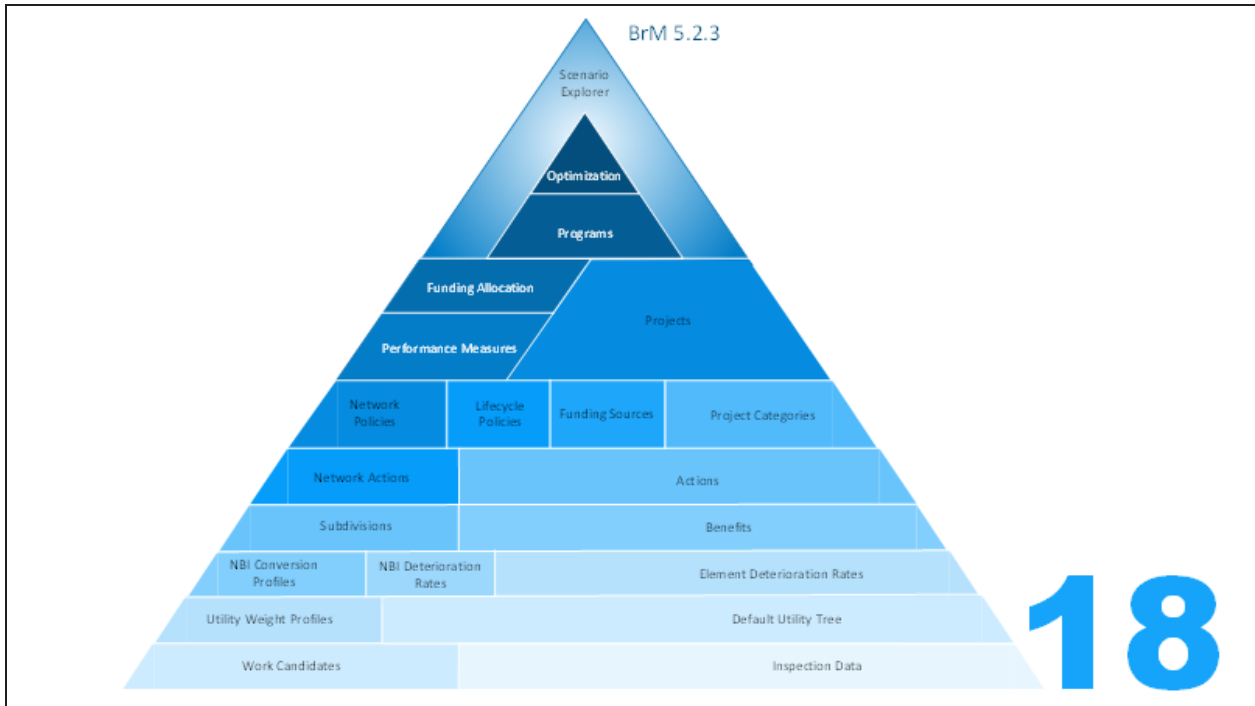 BrM 5.2.3
Scenario
Explorer
Optimization
Programs
Funding Allocation
Projects
Performance Measures
Network
Policies
Lifecycle
Policies
Funding Sources
Project Categories
Network Actions
Actions
Subdivisions
Benefits
NBI Conversion
Profiles
NBI Deterioration
Rates
Element Deterioration Rates
Utility Weight Profiles
Default Utility Tree
Work Candidates
Inspection Data
18